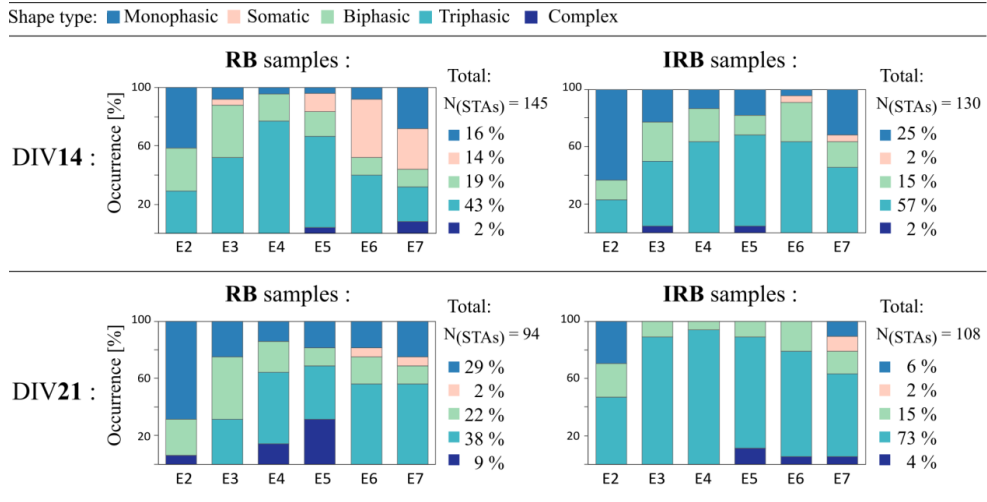 Shape type: Monophasic Somatic Biphasic Triphasic Complex
RB samples :
IRB samples :
DIV14 :
Occurrence [%]
100
60
20
E2 E3 E4 E5 E6 E7
Total:
N(STAs) = 145
16 %
14 %
19 %
43 %
2 %
100
60
20
E2 E3 E4 E5 E6 E7
Total:
N(STAs) = 130
25 %
2 %
15 %
57 %
2 %
RB samples :
IRB samples :
DIV21 :
Occurrence [%]
100
60
20
E2 E3 E4 E5 E6 E7
Total:
N(STAs) = 94
29 %
2 %
22 %
38 %
9 %
100
60
20
E2 E3 E4 E5 E6 E7
Total:
N(STAs) = 108
6 %
2 %
15 %
73 %
4 %